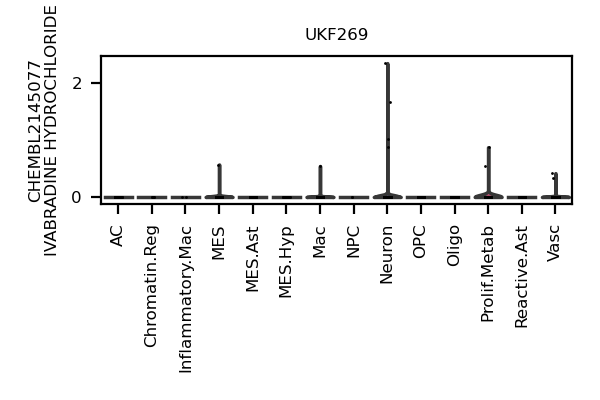 UKF269
CHEMBL2145077
IVABRADINE HYDROCHLORIDE
2
0
AC
Chromatin.Reg
Inflammatory.Mac
MES
MES.Ast
MES.Hyp
Mac
NPC
Neuron
OPC
Oligo
Prolif.Metab
Reactive.Ast
Vasc